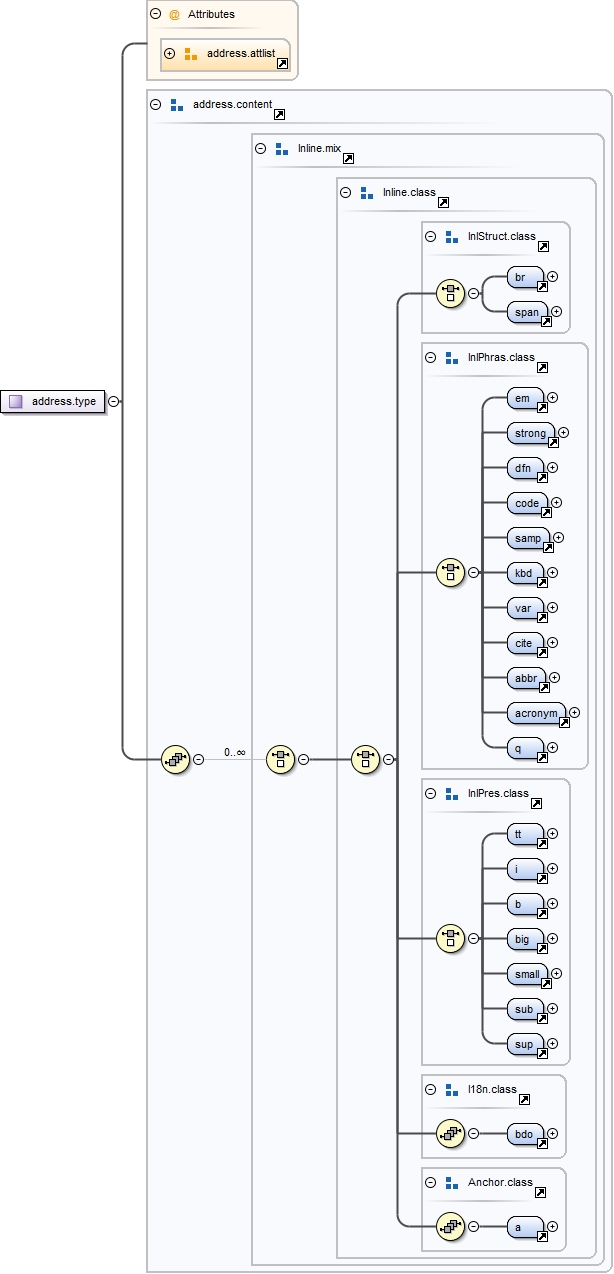 Attributes
address.attlist
address.content
Inline.mix
Inline.class
InlStruct.class
br
span
InlPhras.class
address.type
em
strong
dfn
code
samp
kbd
var
cite
abbr
acronym
q
0..∞
InlPres.class
tt
i
b
big
small
sub
sup
I18n.class
bdo
Anchor.class
a